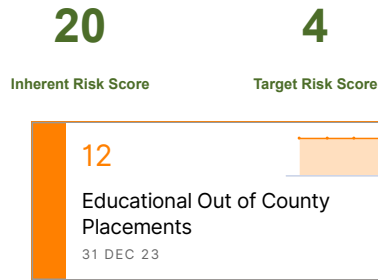 20 4
Inherent Risk Score Target Risk Score
12
Educational Out of County
Placements
31 DEC 23